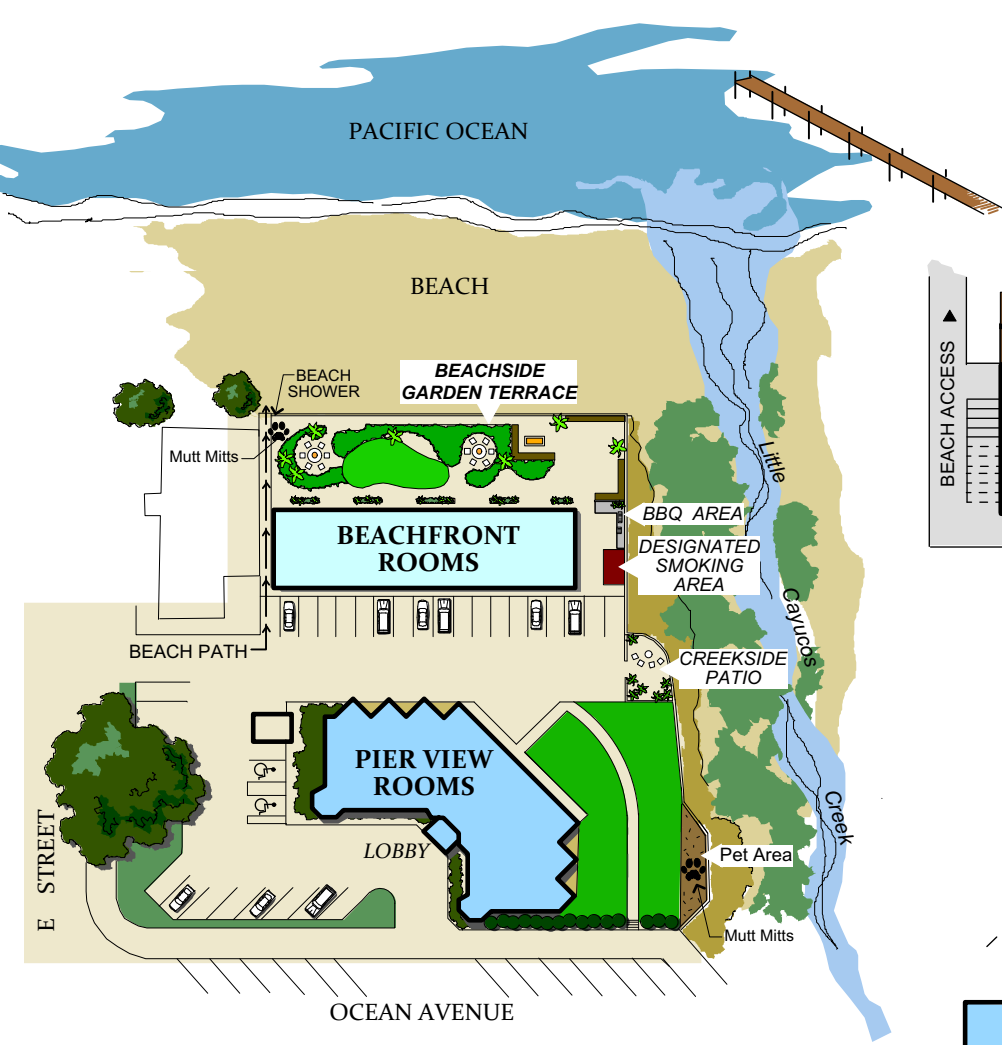 PACIFIC OCEAN
BEACH
BEACH
SHOWER
BEACHSIDE
GARDEN TERRACE
BEACH ACCESS
Mutt Mitts
Little
BBQ AREA
BEACHFRONT
ROOMS
DESIGNATED
SMOKING
AREA
Cayucos
BEACH PATH
CREEKSIDE
PATIO
PIER VIEW
ROOMS
Creek
E STREET
LOBBY
Pet Area
Mutt Mitts
OCEAN AVENUE